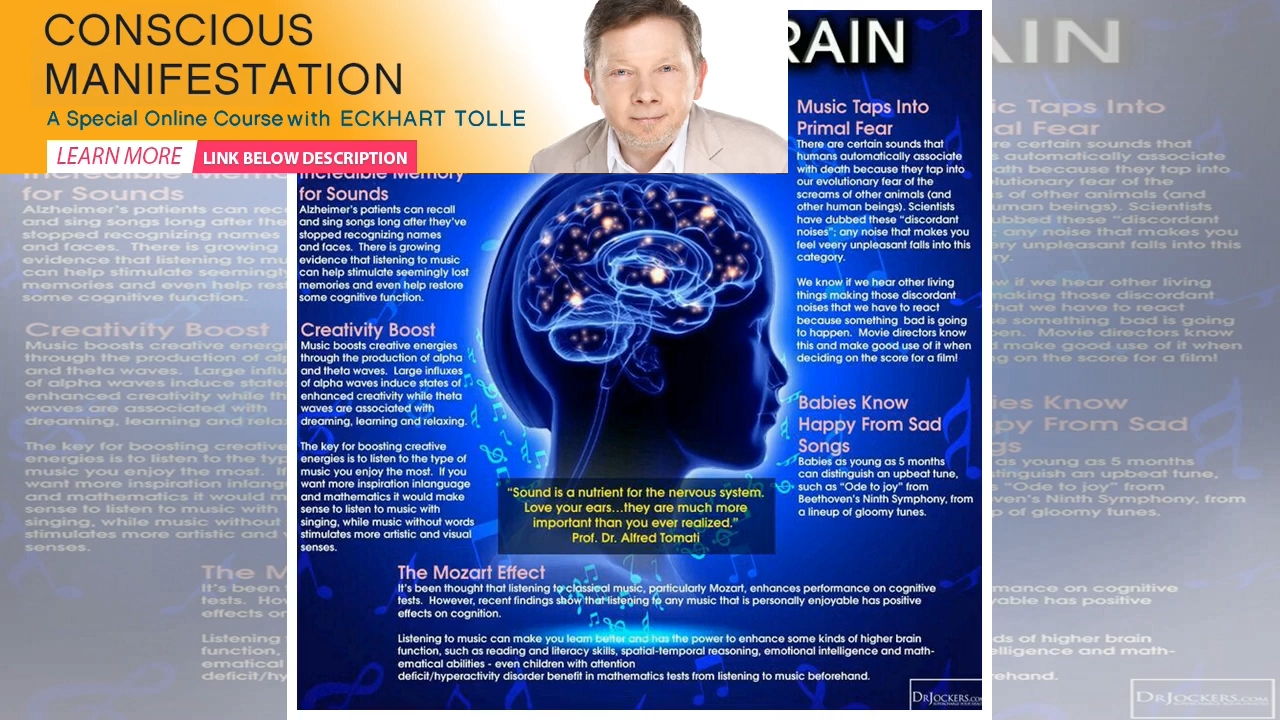 CONSCIOUS
MANIFESTATION
A Special Online Course with ECKHART TOLLE
LEARN MORE LINK BELOW DESCRIPTION
RAIN
Incredible Memory
for Sounds
Alzheimer's patients can recall
and sing songs long after they've
stopped recognizing names
and faces. There is growing
evidence that listening to music
can help stimulate seemingly lost
memories and even help restore
some cognitive function.
Creativity Boost
Music boosts creative energies
through the production of alpha
and theta waves. Large influxes
of alpha waves induce states of
enhanced creativity while theta
waves are associated with
dreaming, learning and relaxing.
The key for boosting creative
energies is to listen to the type of
music you enjoy the most. If you
want more inspiration inlanguage
and mathematics it would make
sense to listen to music with
singing, while music without words
stimulates more artistic and visual
senses.
Music Taps Into
Primal Fear
There are certain sounds that
humans automatically associate
with death because they tap into
our evolutionary fear of the
screams of other animals (and
other human beings). Scientists
have dubbed these "discordant
noises"; any noise that makes you
feel veery unpleasant falls into this
category.
We know if we hear other living
things making those discordant
noises that we have to react
because something bad is going
to happen. Movie directors know
this and make good use of it when
deciding on the score for a film!
Babies Know
Happy From Sad
Songs
Babies as young as 5 months
can distinguish an upbeat tune,
such as "Ode to joy" from
Beethoven's Ninth Symphony, from
a lineup of gloomy tunes.
"Sound is a nutrient for the nervous system.
Love your ears...they are much more
important than you ever realized."
Prof. Dr. Alfred Tomati
The Mozart Effect
It's been thought that listening to classical music, particularly Mozart, enhances performance on cognitive
tests. However, recent findings show that listening to any music that is personally enjoyable has positive
effects on cognition.
Listening to music can make you learn better and has the power to enhance some kinds of higher brain
function, such as reading and literacy skills, spatial-temporal reasoning, emotional intelligence and math-
ematical abilities - even children with attention
deficit/hyperactivity disorder benefit in mathematics tests from listening to music beforehand.
DRJOCKERS.COM